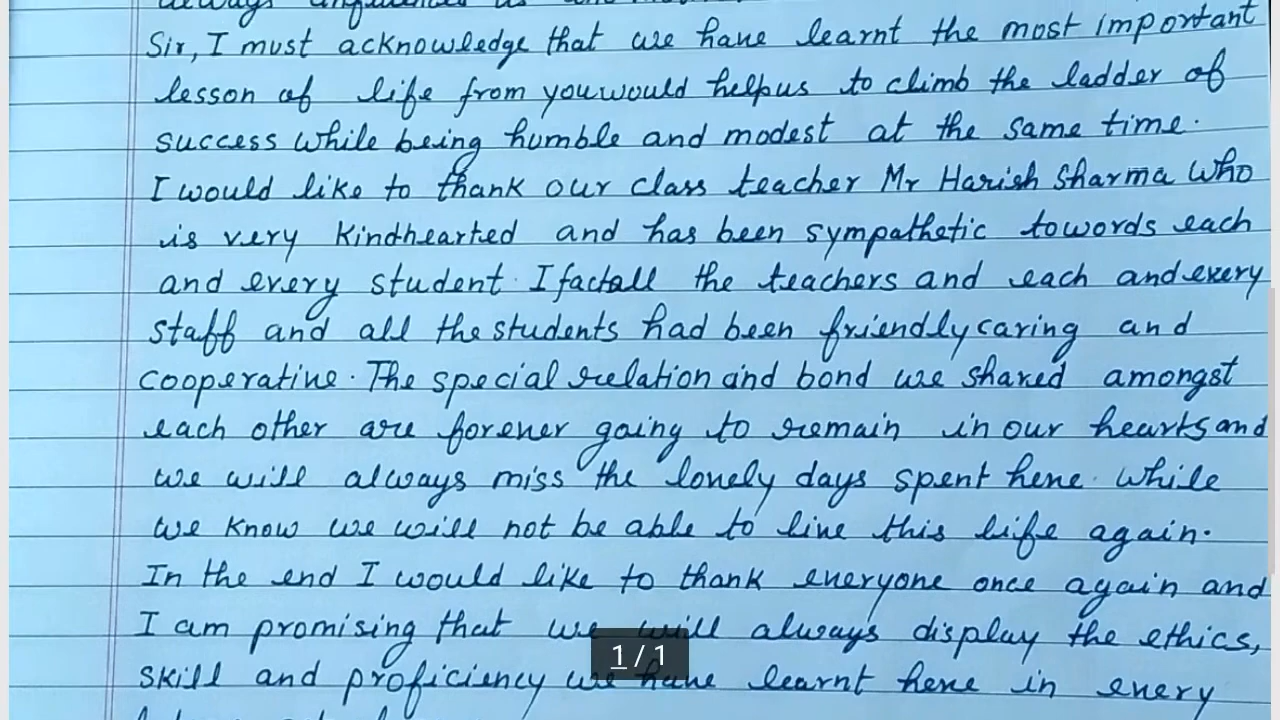 always
Sir, I must acknowledge that we have learnt the most important
lesson of life from you would help us to climb the ladder of
success while being humble and modest at the same time.
I would like to thank our class teacher Mr Harish Sharma who
is very Kindhearted and has been sympathetic towords each
and every student. I factall the teachers and each and every
staff and all the students had been friendly caring and
cooperative. The special relation and bond we shared amongst
each other are forever going to remain in our hearts and
we will always miss the lovely days spent here. while
we know we will not be able to live this life again.
In the end I would like to thank everyone once again and
I am promising that we will always display the ethics,
skill and proficiency we have learnt here in every
1/1